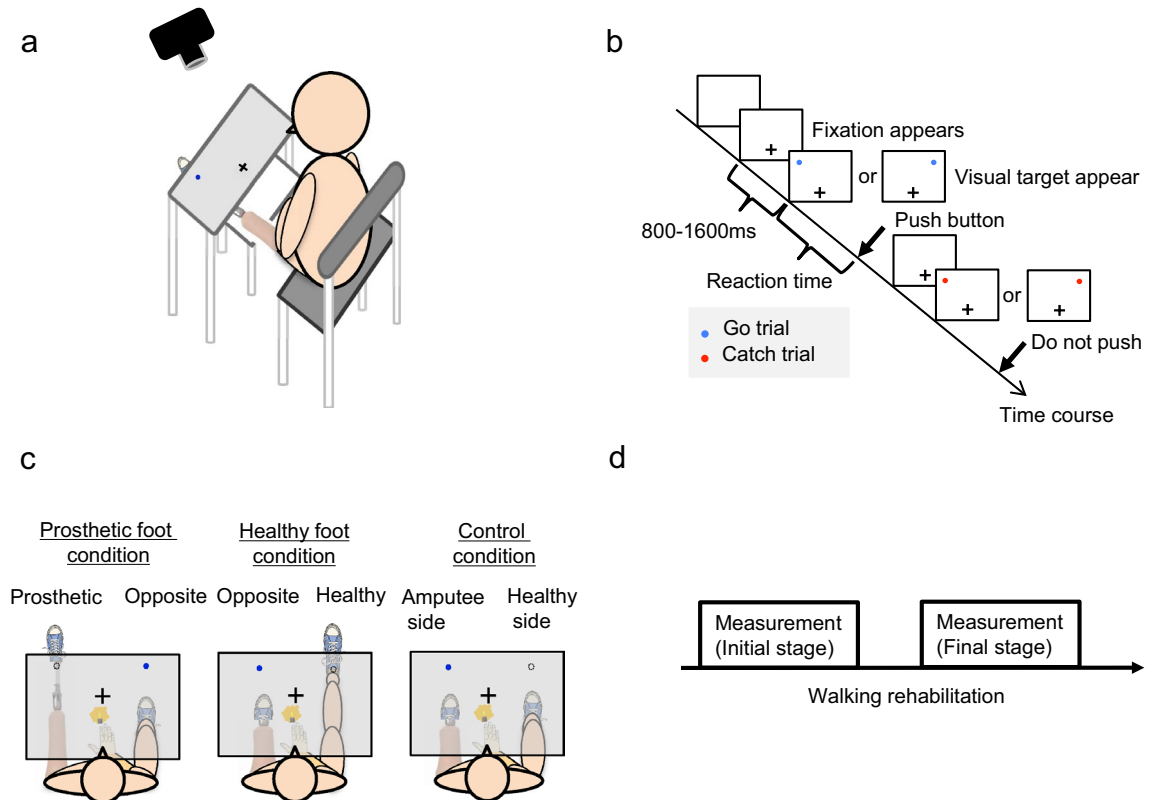 a
b
Fixation appears
or
Visual target appear
Push button
800-1600ms
Reaction time
or
Go trial
Catch trial
Do not push
Time course
c
d
Prosthetic foot
condition
Healthy foot
condition
Control
condition
Prosthetic
Opposite
Opposite
Healthy
Amputee
side
Healthy
side
Measurement
(Initial stage)
Measurement
(Final stage)
Walking rehabilitation